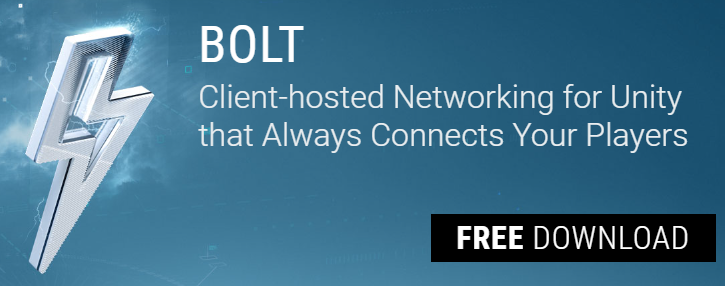 BOLT
Client-hosted Networking for Unity
that Always Connects Your Players
FREE DOWNLOAD